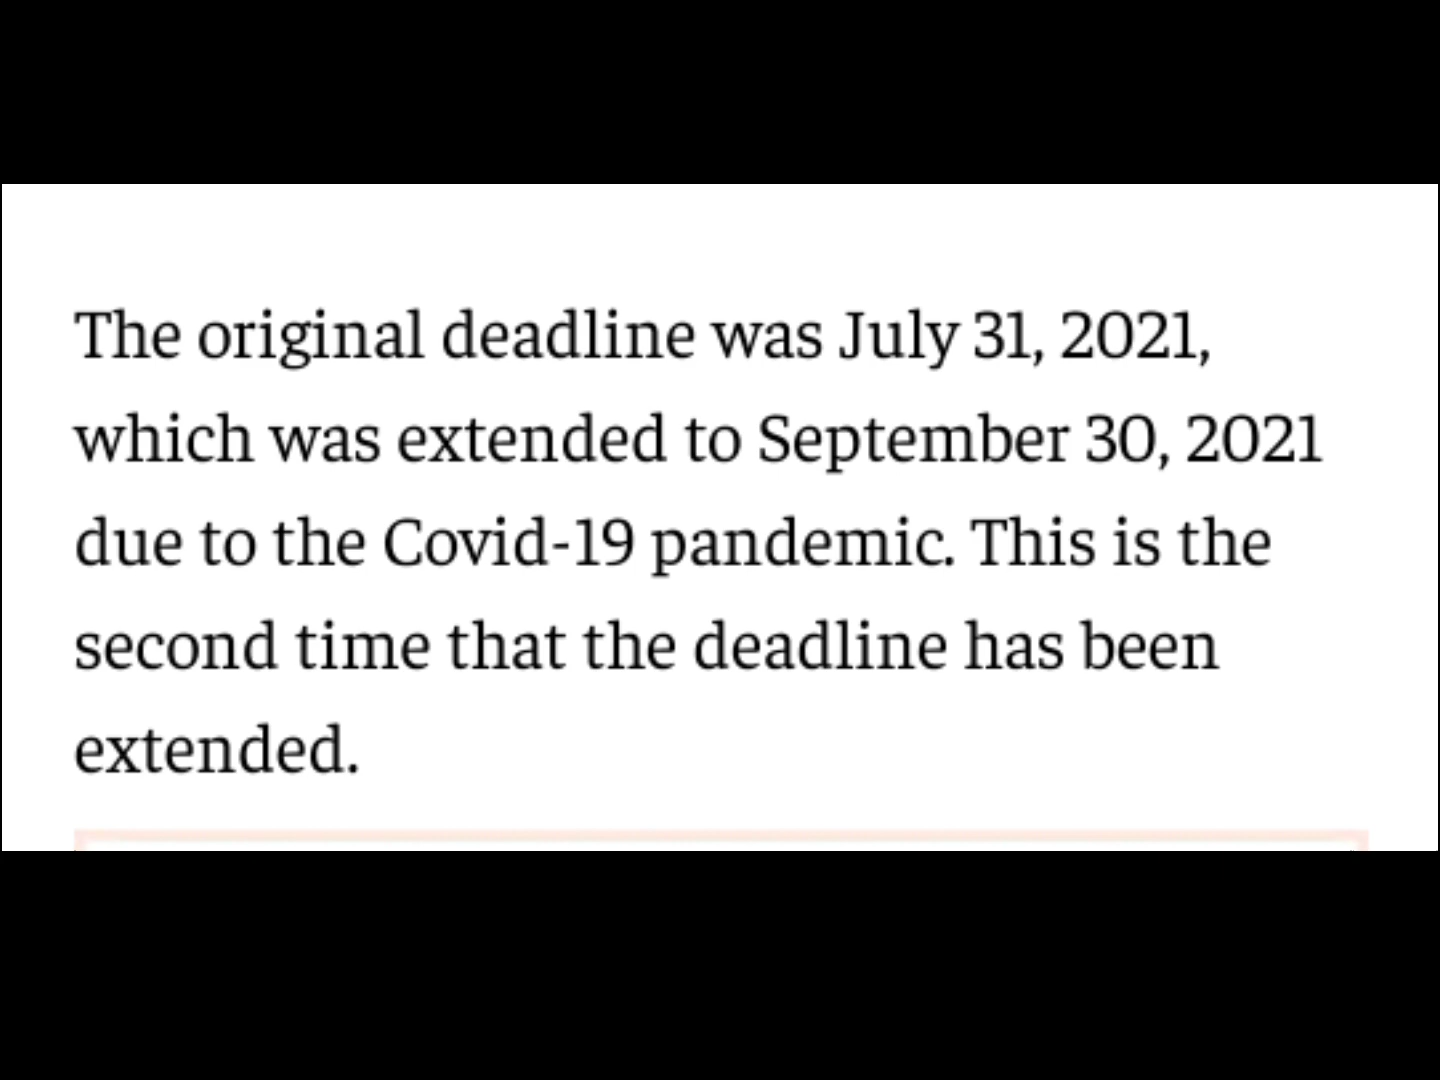 The original deadline was July 31, 2021,
which was extended to September 30, 2021
due to the Covid-19 pandemic. This is the
second time that the deadline has been
extended.